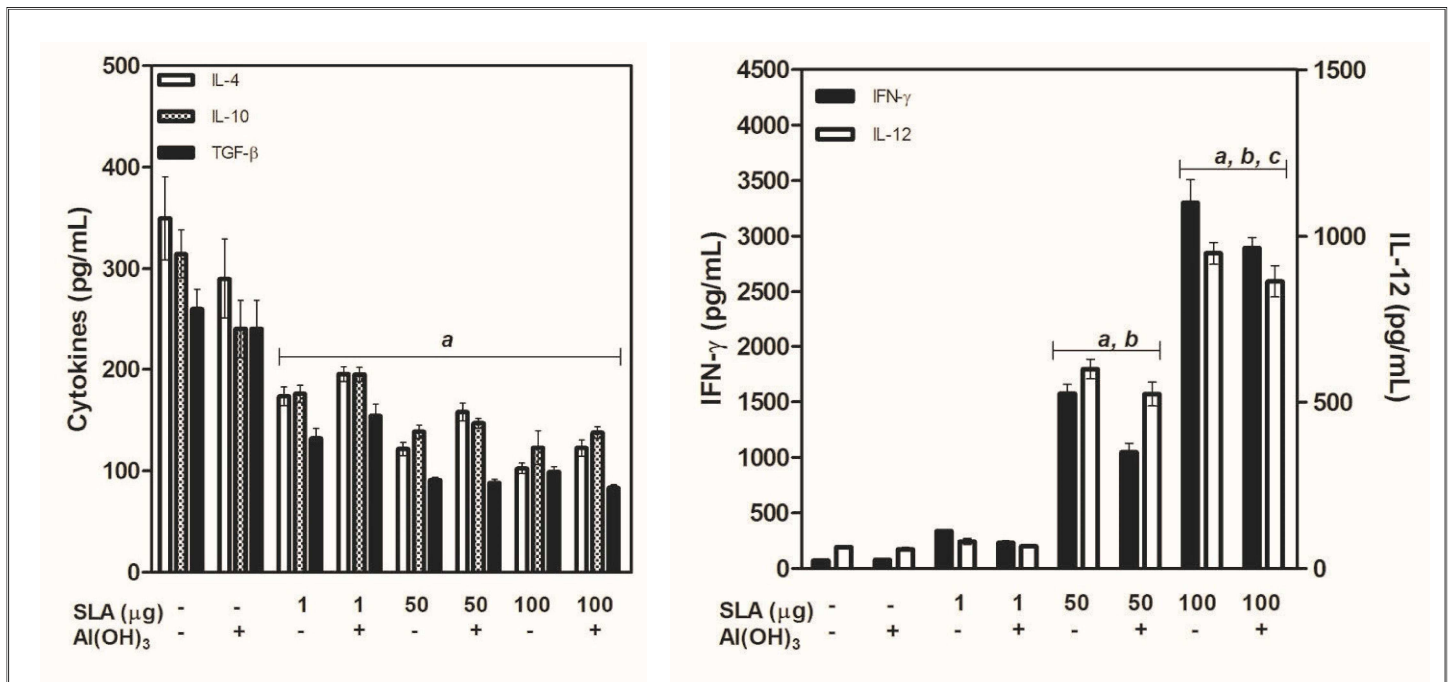 500
400
300
200
100
0
Cytokines (pg/mL)
IL-4
IL-10
TGF-β
a
SLA (μg) - - 1 1 50 50 100 100
Al(OH)₃ - + - + - + - +
4500
4000
3500
3000
2500
2000
1500
1000
500
0
IFN-γ (pg/mL)
IFN-γ
IL-12
a, b
a, b, c
1500
1000
500
0
IL-12 (pg/mL)
SLA (μg) - - 1 1 50 50 100 100
Al(OH)₃ - + - + - + - +